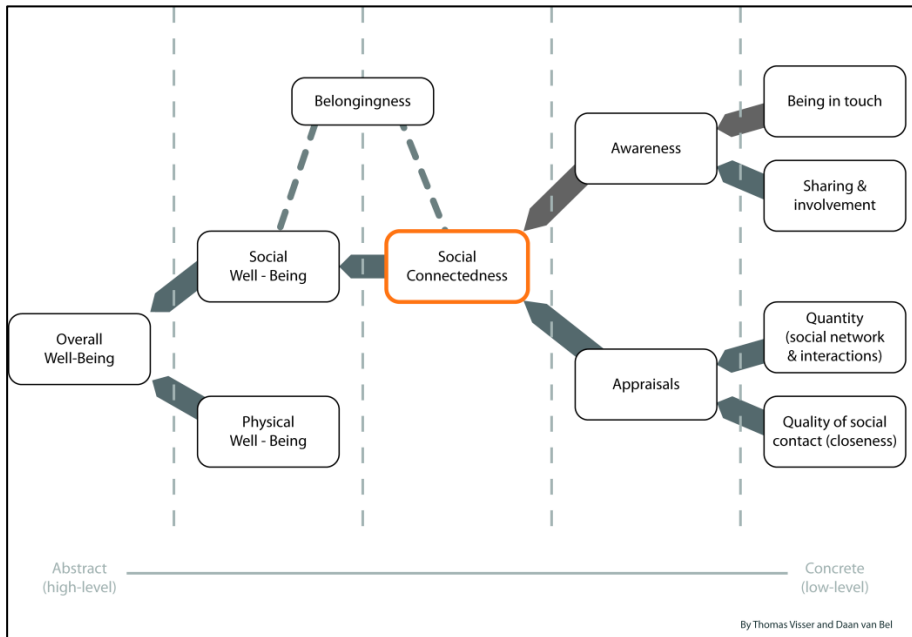 Belongingness
Being in touch
Awareness
Sharing &
involvement
Social
Well - Being
Social
Connectedness
Overall
Well-Being
Quantity
(social network
& interactions)
Appraisals
Physical
Well - Being
Quality of social
contact (closeness)
Abstract
(high-level)
Concrete
(low-level)
By Thomas Visser and Daan van Bel